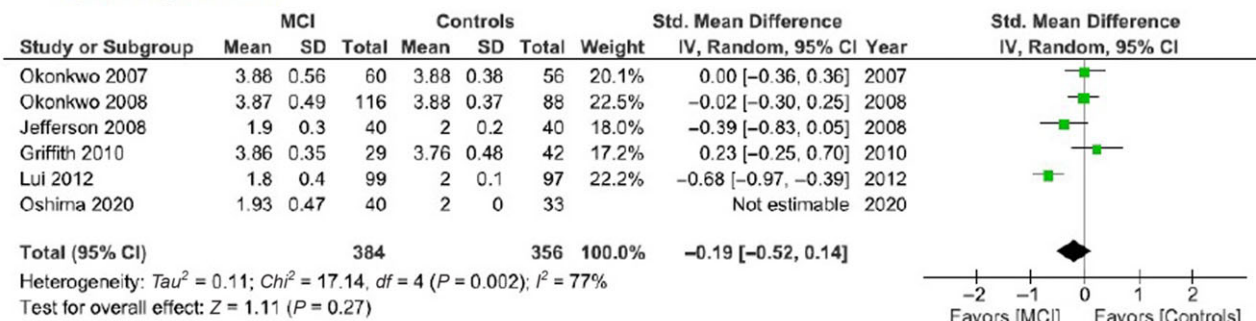 MCI Controls Std. Mean Difference Std. Mean Difference
Study or Subgroup Mean SD Total Mean SD Total Weight IV, Random, 95% CI Year IV, Random, 95% CI
Okonkwo 2007 3.88 0.56 60 3.88 0.38 56 20.1% 0.00 [−0.36, 0.36] 2007
Okonkwo 2008 3.87 0.49 116 3.88 0.37 88 22.5% −0.02 [−0.30, 0.25] 2008
Jefferson 2008 1.9 0.3 40 2 0.2 40 18.0% −0.39 [−0.83, 0.05] 2008
Griffith 2010 3.86 0.35 29 3.76 0.48 42 17.2% 0.23 [−0.25, 0.70] 2010
Lui 2012 1.8 0.4 99 2 0.1 97 22.2% −0.68 [−0.97, −0.39] 2012
Oshima 2020 1.93 0.47 40 2 0 33 Not estimable 2020
Total (95% CI) 384 356 100.0% −0.19 [−0.52, 0.14]
Heterogeneity: Tau² = 0.11; Chi² = 17.14, df = 4 (P = 0.002); I² = 77%
Test for overall effect: Z = 1.11 (P = 0.27)
−2 −1 0 1 2
Favors [MCI] Favors [Controls]